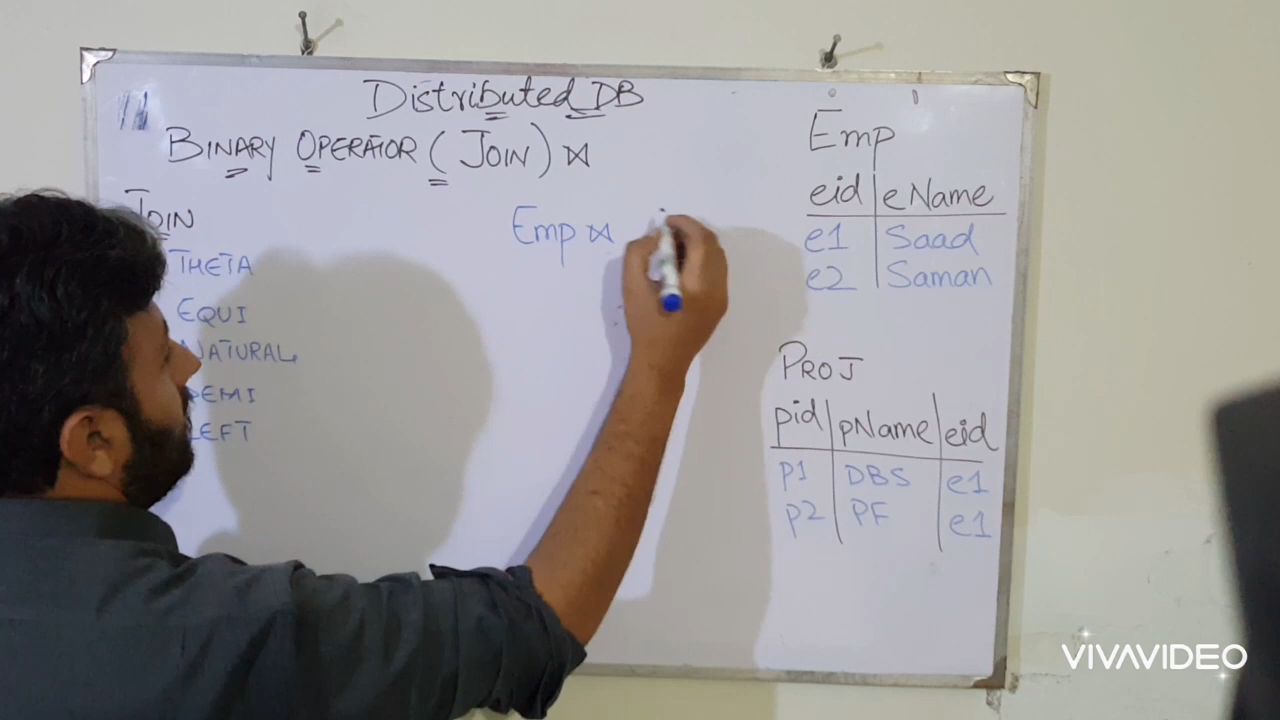 Distributed DB
BINARY OPERATOR (JOIN) ⋈
JOIN
THETA
EQUI
NATURAL
LEFT
Emp ⋈
Emp
eid eName
e1 Saad
e2 Saman
PROJ
pid pName eid
p1 DBS e1
p2 PF e1
VIVAVIDEO